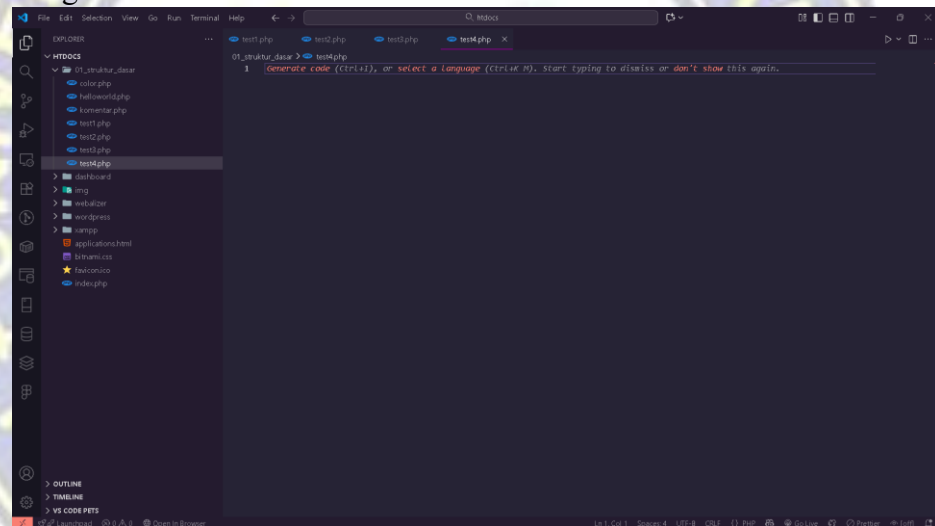 File Edit Selection View Go Run Terminal Help
htdocs
EXPLORER
test1.php test2.php test3.php test4.php
HTDOCS
01_struktur_dasar > test4.php
01_struktur_dasar
1 Generate code (Ctrl+I), or select a language (Ctrl+K M). Start typing to dismiss or don't show this again.
color.php
helloworld.php
komentar.php
test1.php
test2.php
test3.php
test4.php
dashboard
img
webalizer
wordpress
xampp
applications.html
bitnami.css
favicon.ico
index.php
OUTLINE
TIMELINE
VS CODE PETS
Launchpad 0 0 Open In Browser Ln 1, Col 1 Spaces: 4 UTF-8 CRLF {} PHP Go Live Prettier